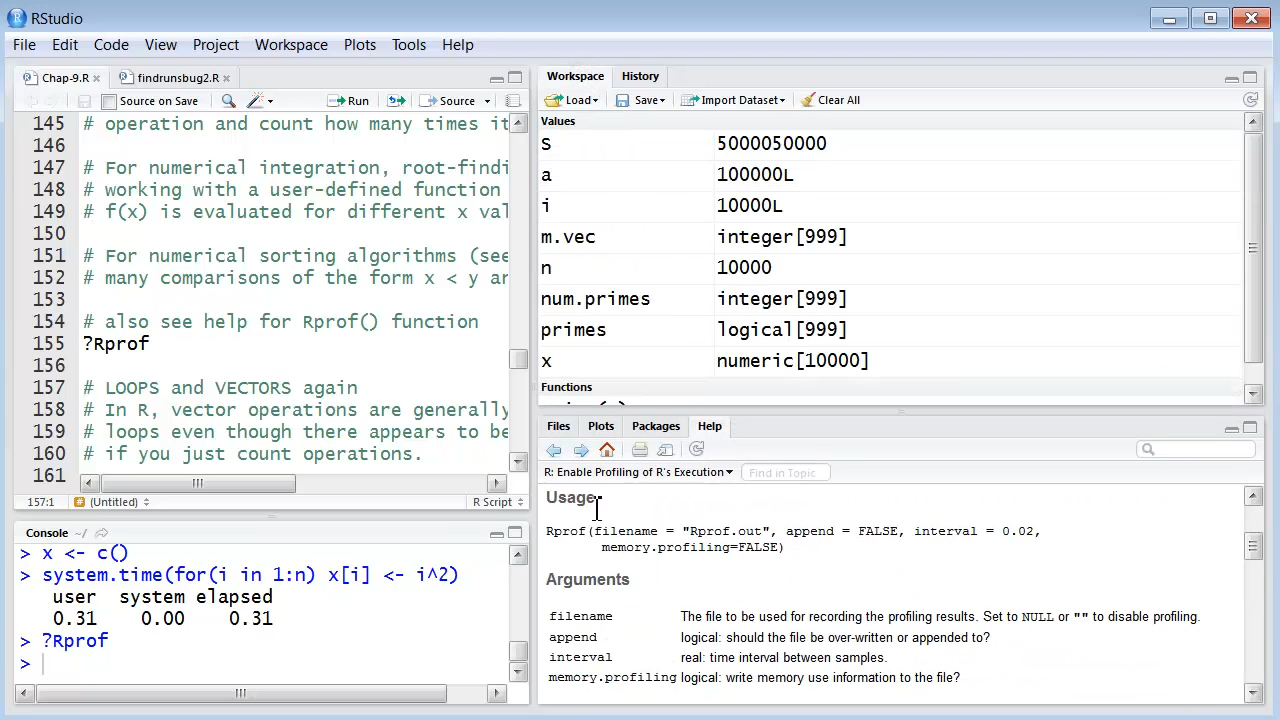 RStudio
File Edit Code View Project Workspace Plots Tools Help
Chap-9.R findrunsbug2.R
Source on Save Run Source
145 # operation and count how many times it
146
147 # For numerical integration, root-findi
148 # working with a user-defined function
149 # f(x) is evaluated for different x val
150
151 # For numerical sorting algorithms (see
152 # many comparisons of the form x < y an
153
154 # also see help for Rprof() function
155 ?Rprof
156
157 # LOOPS and VECTORS again
158 # In R, vector operations are generally
159 # loops even though there appears to be
160 # if you just count operations.
161
157:1 # (Untitled) R Script
Console ~/
> x <- c()
> system.time(for(i in 1:n) x[i] <- i^2)
user system elapsed
0.31 0.00 0.31
> ?Rprof
>
Workspace History
Load Save Import Dataset Clear All
Values
S 5000050000
a 100000L
i 10000L
m.vec integer[999]
n 10000
num.primes integer[999]
primes logical[999]
x numeric[10000]
Functions
Files Plots Packages Help
R: Enable Profiling of R's Execution Find in Topic
Usage
Rprof(filename = "Rprof.out", append = FALSE, interval = 0.02,
memory.profiling=FALSE)
Arguments
filename The file to be used for recording the profiling results. Set to NULL or "" to disable profiling.
append logical: should the file be over-written or appended to?
interval real: time interval between samples.
memory.profiling logical: write memory use information to the file?